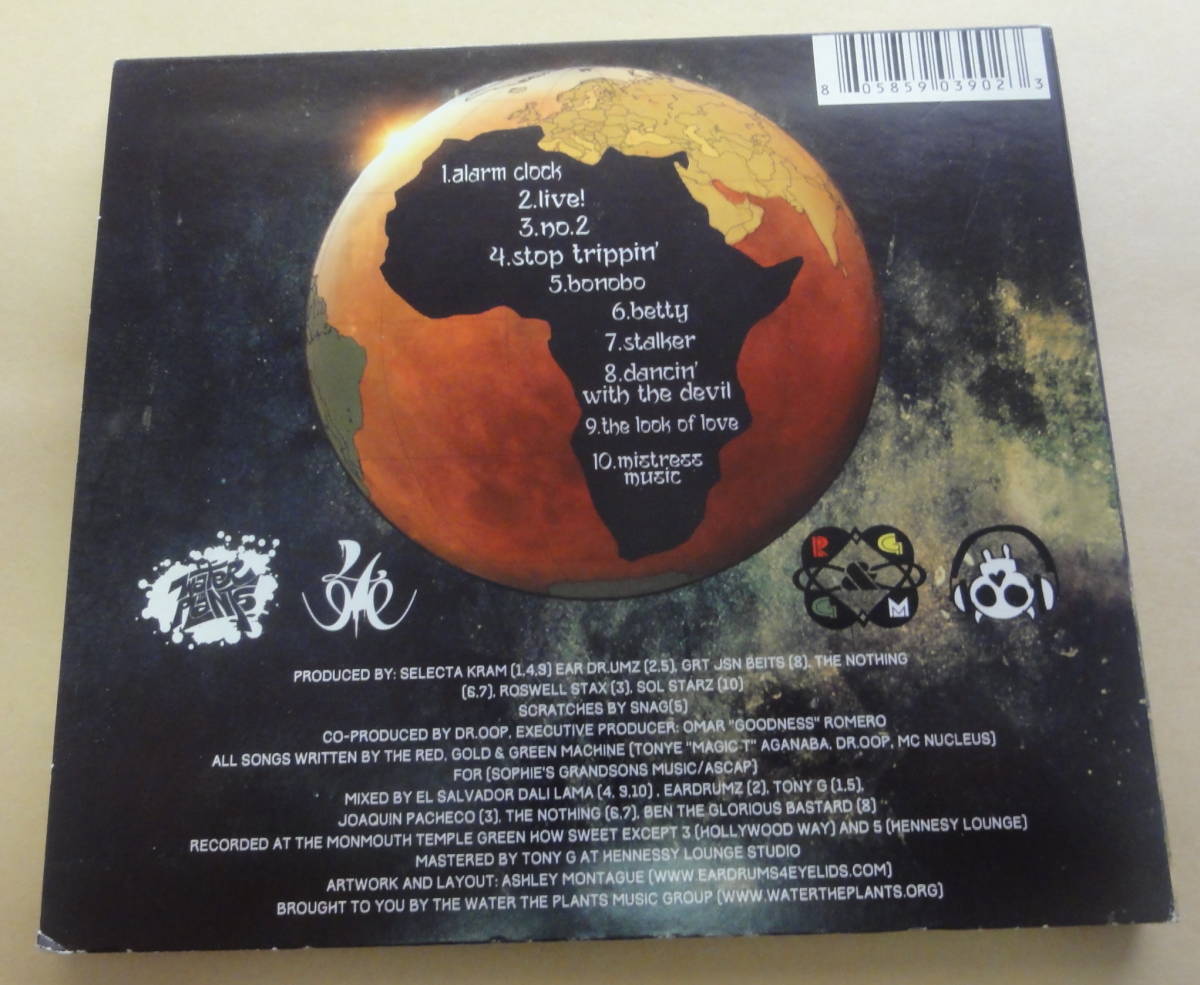 8 05859 03902 3
1.alarm clock
2.live!
3.no.2
4.stop trippin'
5.bonobo
6.betty
7.stalker
8.dancin'
with the devil
9.the look of love
10.mistress
music
WATER
THE
PLANTS
R G
&
G M
PRODUCED BY: SELECTA KRAM (1,4,9) EAR DR.UMZ (2,5), GRT JSN BEITS (8), THE NOTHING
(6,7), ROSWELL STAX (3), SOL STARZ (10)
SCRATCHES BY SNAG(5)
CO-PRODUCED BY DR.OOP, EXECUTIVE PRODUCER: OMAR "GOODNESS" ROMERO
ALL SONGS WRITTEN BY THE RED, GOLD & GREEN MACHINE (TONYE "MAGIC-T" AGANABA, DR.OOP, MC NUCLEUS)
FOR (SOPHIE'S GRANDSONS MUSIC/ASCAP)
MIXED BY EL SALVADOR DALI LAMA (4, 9,10) , EARDRUMZ (2), TONY G (1,5),
JOAQUIN PACHECO (3), THE NOTHING (6,7), BEN THE GLORIOUS BASTARD (8)
RECORDED AT THE MONMOUTH TEMPLE GREEN HOW SWEET EXCEPT 3 (HOLLYWOOD WAY) AND 5 (HENNESY LOUNGE)
MASTERED BY TONY G AT HENNESSY LOUNGE STUDIO
ARTWORK AND LAYOUT: ASHLEY MONTAGUE (WWW.EARDRUMS4EYELIDS.COM)
BROUGHT TO YOU BY THE WATER THE PLANTS MUSIC GROUP (WWW.WATERTHEPLANTS.ORG)